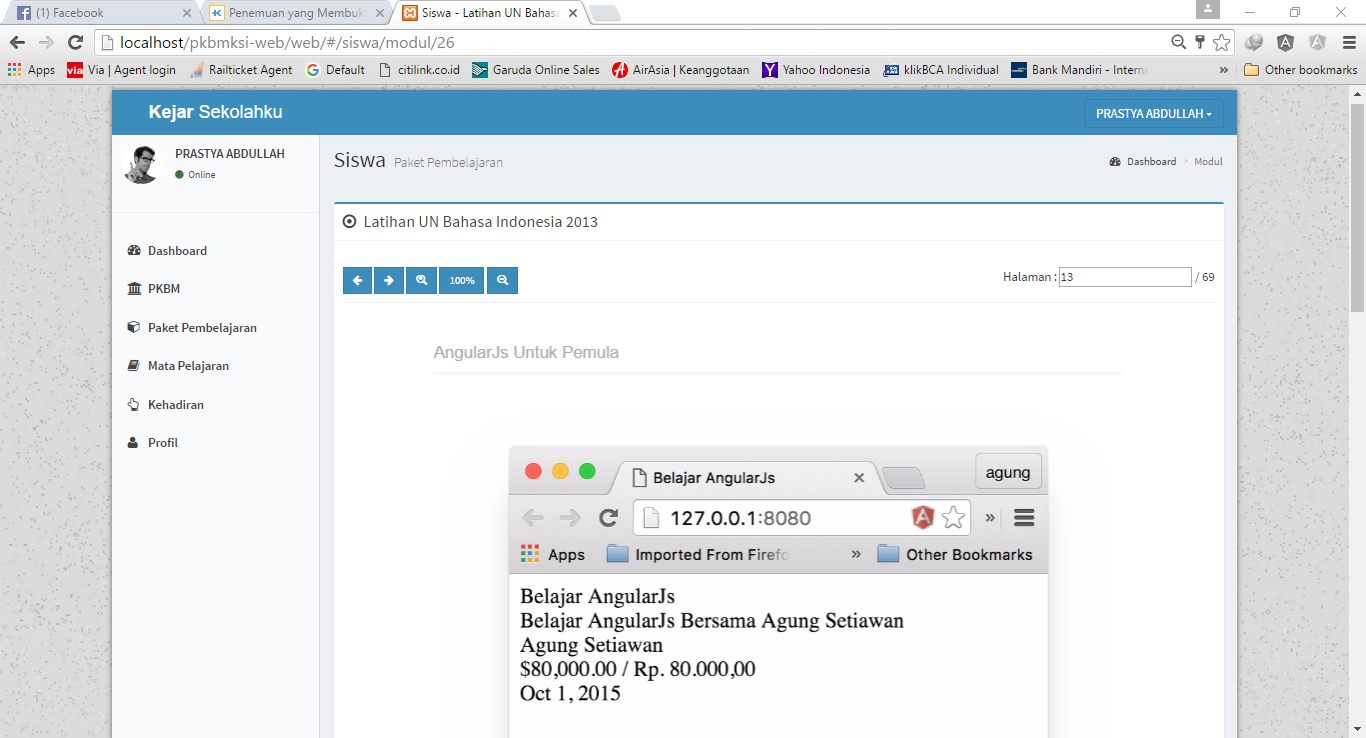 (1) Facebook
Penemuan yang Membuk
Siswa - Latihan UN Bahasa
localhost/pkbmksi-web/web/#/siswa/modul/26
Apps
via Via | Agent login
Railticket Agent
Default
citilink.co.id
Garuda Online Sales
AirAsia | Keanggotaan
Yahoo Indonesia
klikBCA Individual
Bank Mandiri - Intern
»
Other bookmarks
Kejar Sekolahku
PRASTYA ABDULLAH
PRASTYA ABDULLAH
Online
Siswa Paket Pembelajaran
Dashboard > Modul
Dashboard
PKBM
Paket Pembelajaran
Mata Pelajaran
Kehadiran
Profil
Latihan UN Bahasa Indonesia 2013
100%
Halaman : 13 / 69
AngularJs Untuk Pemula
Belajar AngularJs
agung
127.0.0.1:8080
»
Apps
Imported From Firefo
»
Other Bookmarks
Belajar AngularJs
Belajar AngularJs Bersama Agung Setiawan
Agung Setiawan
$80,000.00 / Rp. 80.000,00
Oct 1, 2015